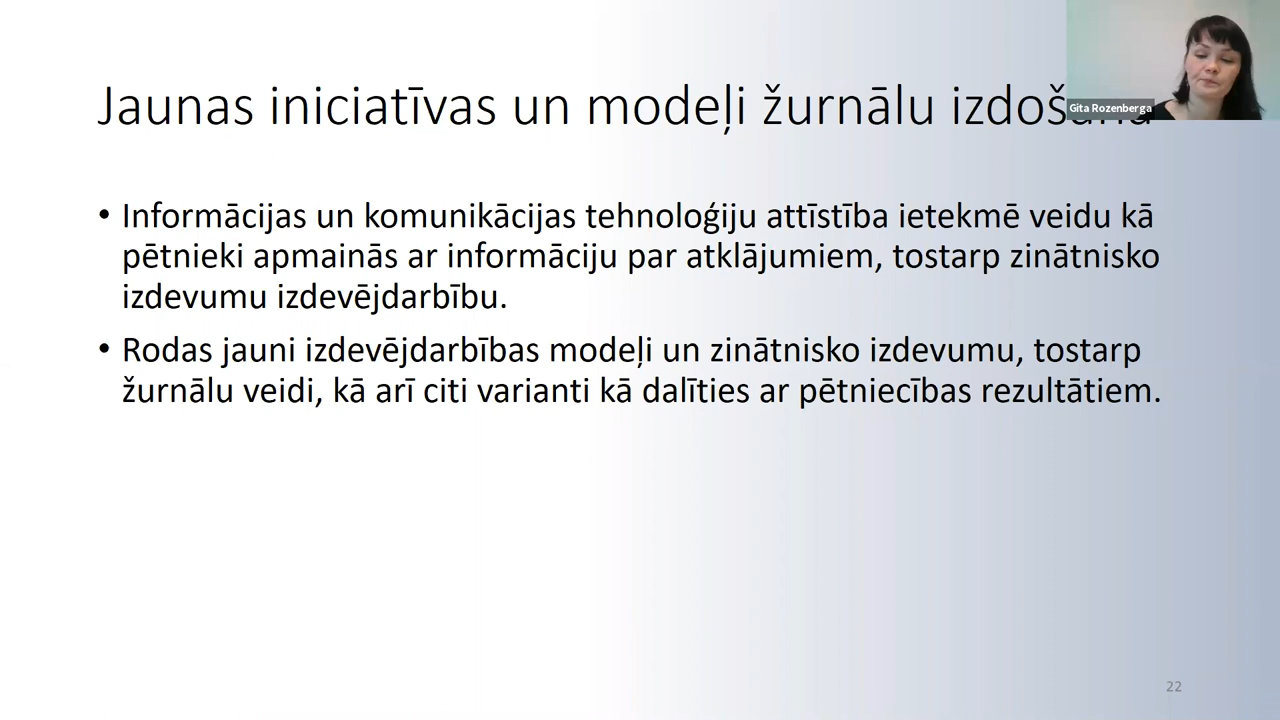 Jaunas iniciatīvas un modeļi žurnālu
Gita Rozenberga
• Informācijas un komunikācijas tehnoloģiju attīstība ietekmē veidu kā
pētnieki apmainās ar informāciju par atklājumiem, tostarp zinātnisko
izdevumu izdevējdarbību.
• Rodas jauni izdevējdarbības modeļi un zinātnisko izdevumu, tostarp
žurnālu veidi, kā arī citi varianti kā dalīties ar pētniecības rezultātiem.
22